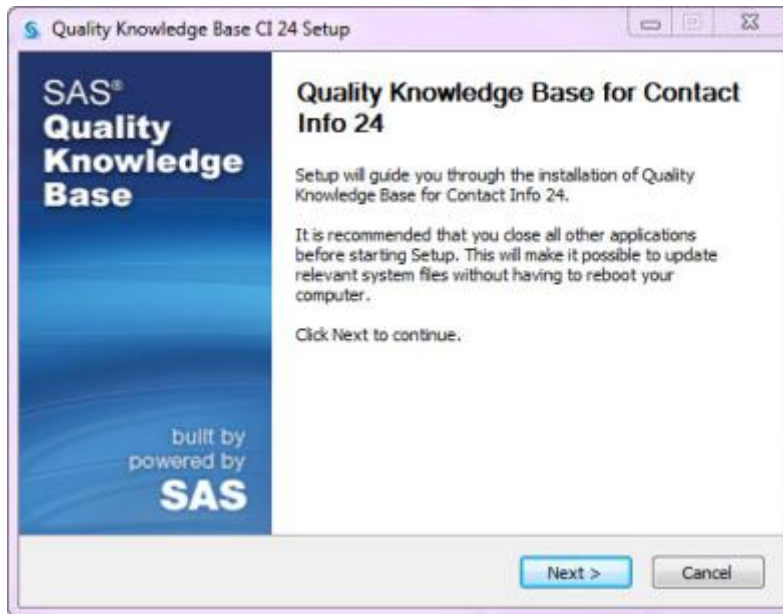 Quality Knowledge Base CI 24 Setup
SAS®
Quality
Knowledge
Base
built by
powered by
SAS
Quality Knowledge Base for Contact
Info 24
Setup will guide you through the installation of Quality
Knowledge Base for Contact Info 24.
It is recommended that you close all other applications
before starting Setup. This will make it possible to update
relevant system files without having to reboot your
computer.
Click Next to continue.
Next >
Cancel